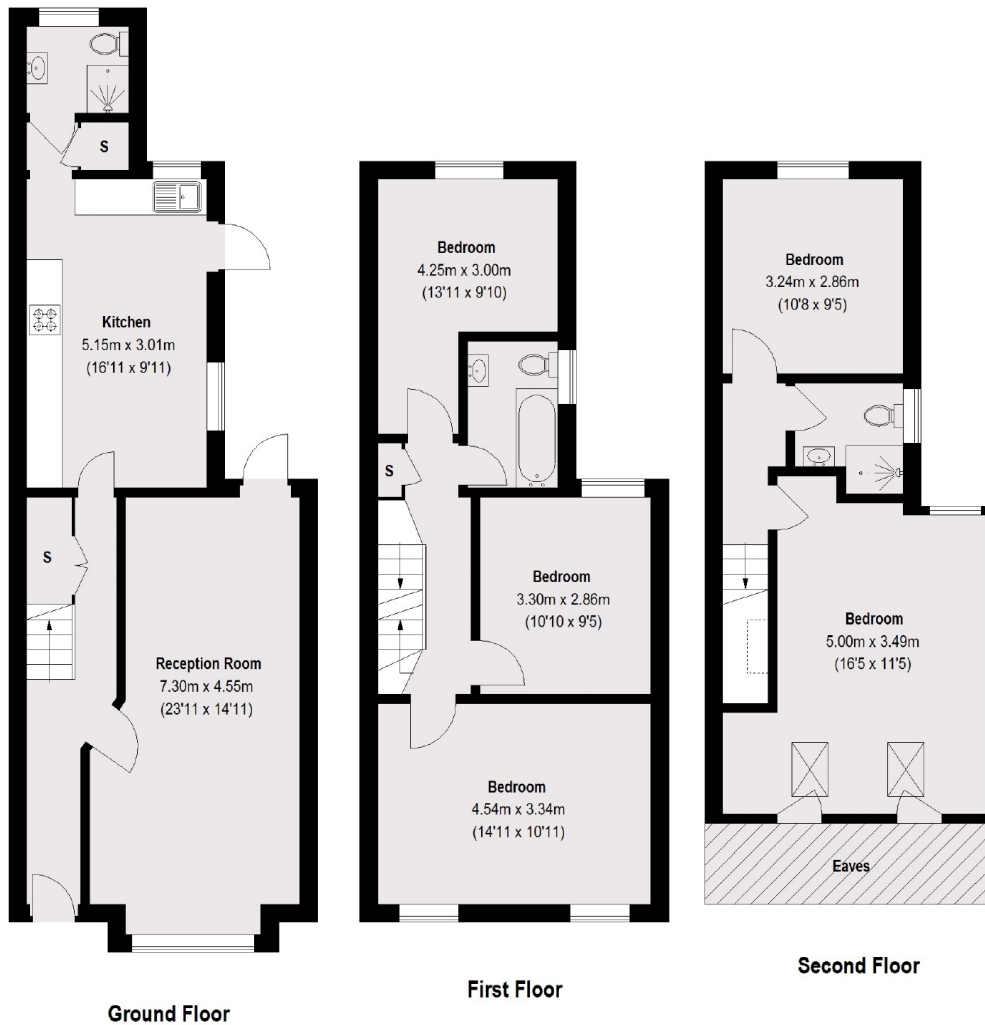 S
Kitchen
5.15m x 3.01m
(16'11 x 9'11)
S
Reception Room
7.30m x 4.55m
(23'11 x 14'11)
Ground Floor
Bedroom
4.25m x 3.00m
(13'11 x 9'10)
S
Bedroom
3.30m x 2.86m
(10'10 x 9'5)
Bedroom
4.54m x 3.34m
(14'11 x 10'11)
First Floor
Bedroom
3.24m x 2.86m
(10'8 x 9'5)
Bedroom
5.00m x 3.49m
(16'5 x 11'5)
Eaves
Second Floor